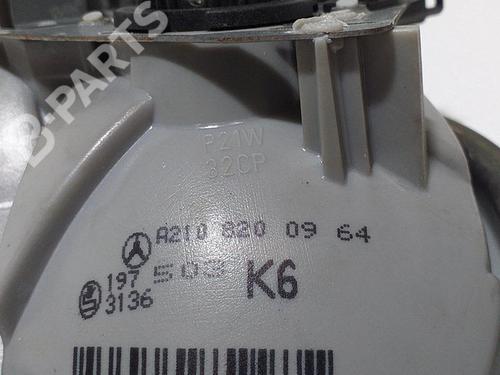 B-PARTS
P21W
32CP
A210 820 09 64
197 503 K6
3136